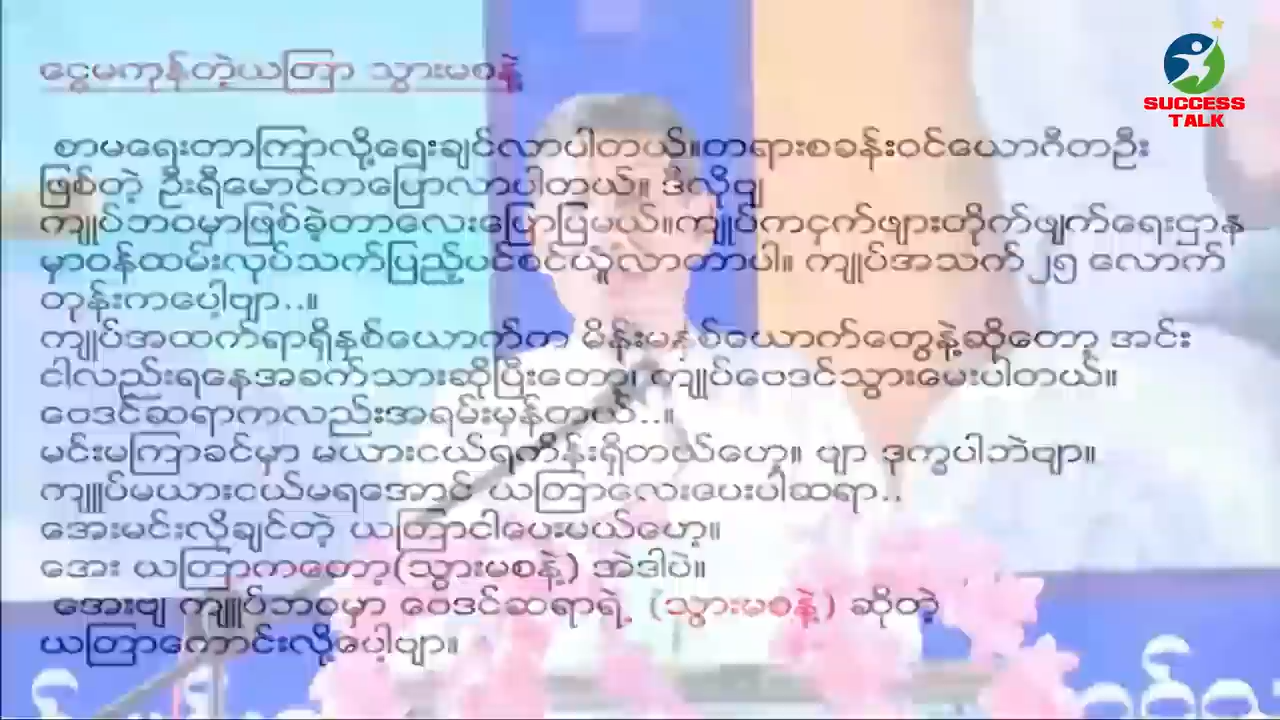 ငွေမကုန်တဲ့ယတြာ သွားမစနဲ့
စာမရေးတာကြာလို့ရေးချင်လာပါတယ်။တရားစခန်းဝင်ယောဂီတဦး
ဖြစ်တဲ့ ဦးရီမောင်ကပြောလာပါတယ်။ ဒီလိုဗျ
ကျူပ်ဘဝမှာဖြစ်ခဲ့တာလေးပြောပြမယ်။ကျူပ်ကငှက်ဖျားတိုက်ဖျက်ရေးဌာန
မှာဝန်ထမ်းလုပ်သက်ပြည့်ပင်စင်ယူလာတာပါ။ ကျူပ်အသက်၂၅ လောက်
တုန်းကပေါ့ဗျာ..။
ကျူပ်အထက်ရာရှိနှစ်ယောက်က မိန်းမနှစ်ယောက်တွေနဲ့ဆိုတော့ အင်း
ငါလည်းရနေအခက်သားဆိုပြီးတော့၊ ကျူပ်ဗေဒင်သွားမေးပါတယ်။
ဗေဒင်ဆရာကလည်းအရမ်းမှန်တယ်..။
မင်းမကြာခင်မှာ မယားငယ်ရကိန်းရှိတယ်ဟေ့။ ဗျာ ဒုက္ခပါဘဲဗျာ။
ကျူူပ်မယားငယ်မရအောင် ယတြာလေးပေးပါဆရာ..
အေးမင်းလိုချင်တဲ့ ယတြာငါပေးမယ်ဟေ့။
အေး ယတြာကတော့(သွားမစနဲ့) အဲဒါပဲ။
အေးဗျ ကျူူပ်ဘဝမှာ ဗေဒင်ဆရာရဲ့ (သွားမစနဲ့) ဆိုတဲ့
ယတြာကောင်းလို့ပေါ့ဗျာ။
SUCCESS
TALK